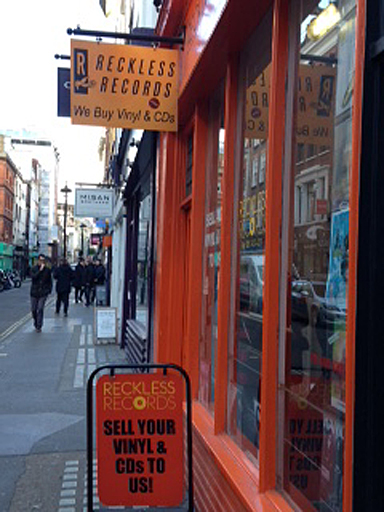 RECKLESS
RECORDS
We Buy Vinyl & CDs
MISAN
RECKLESS
RECORDS
SELL YOUR
VINYL &
CDs TO
US!